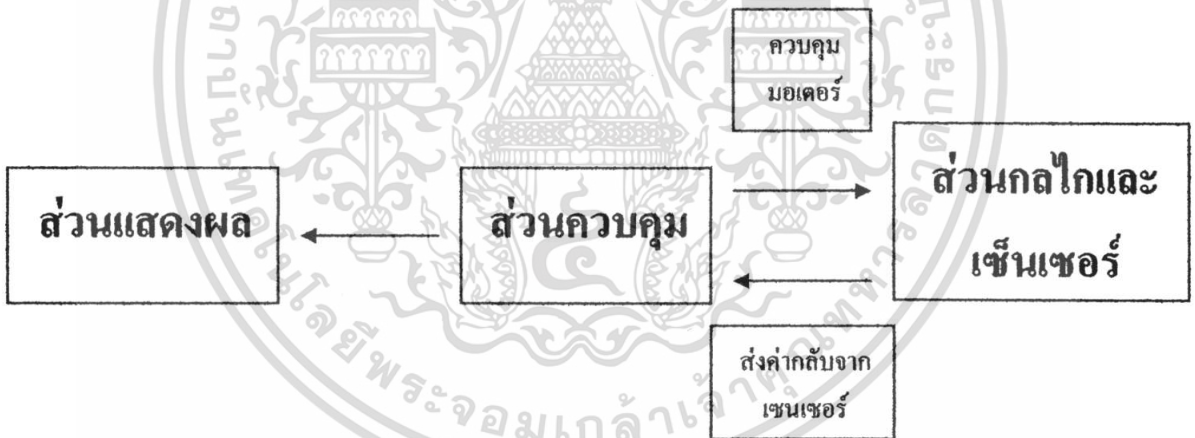 ควบคุม
มอเตอร์
ส่วนแสดงผล
ส่วนควบคุม
ส่วนกลไกและ
เซ็นเซอร์
ส่งค่ากลับจาก
เซนเซอร์